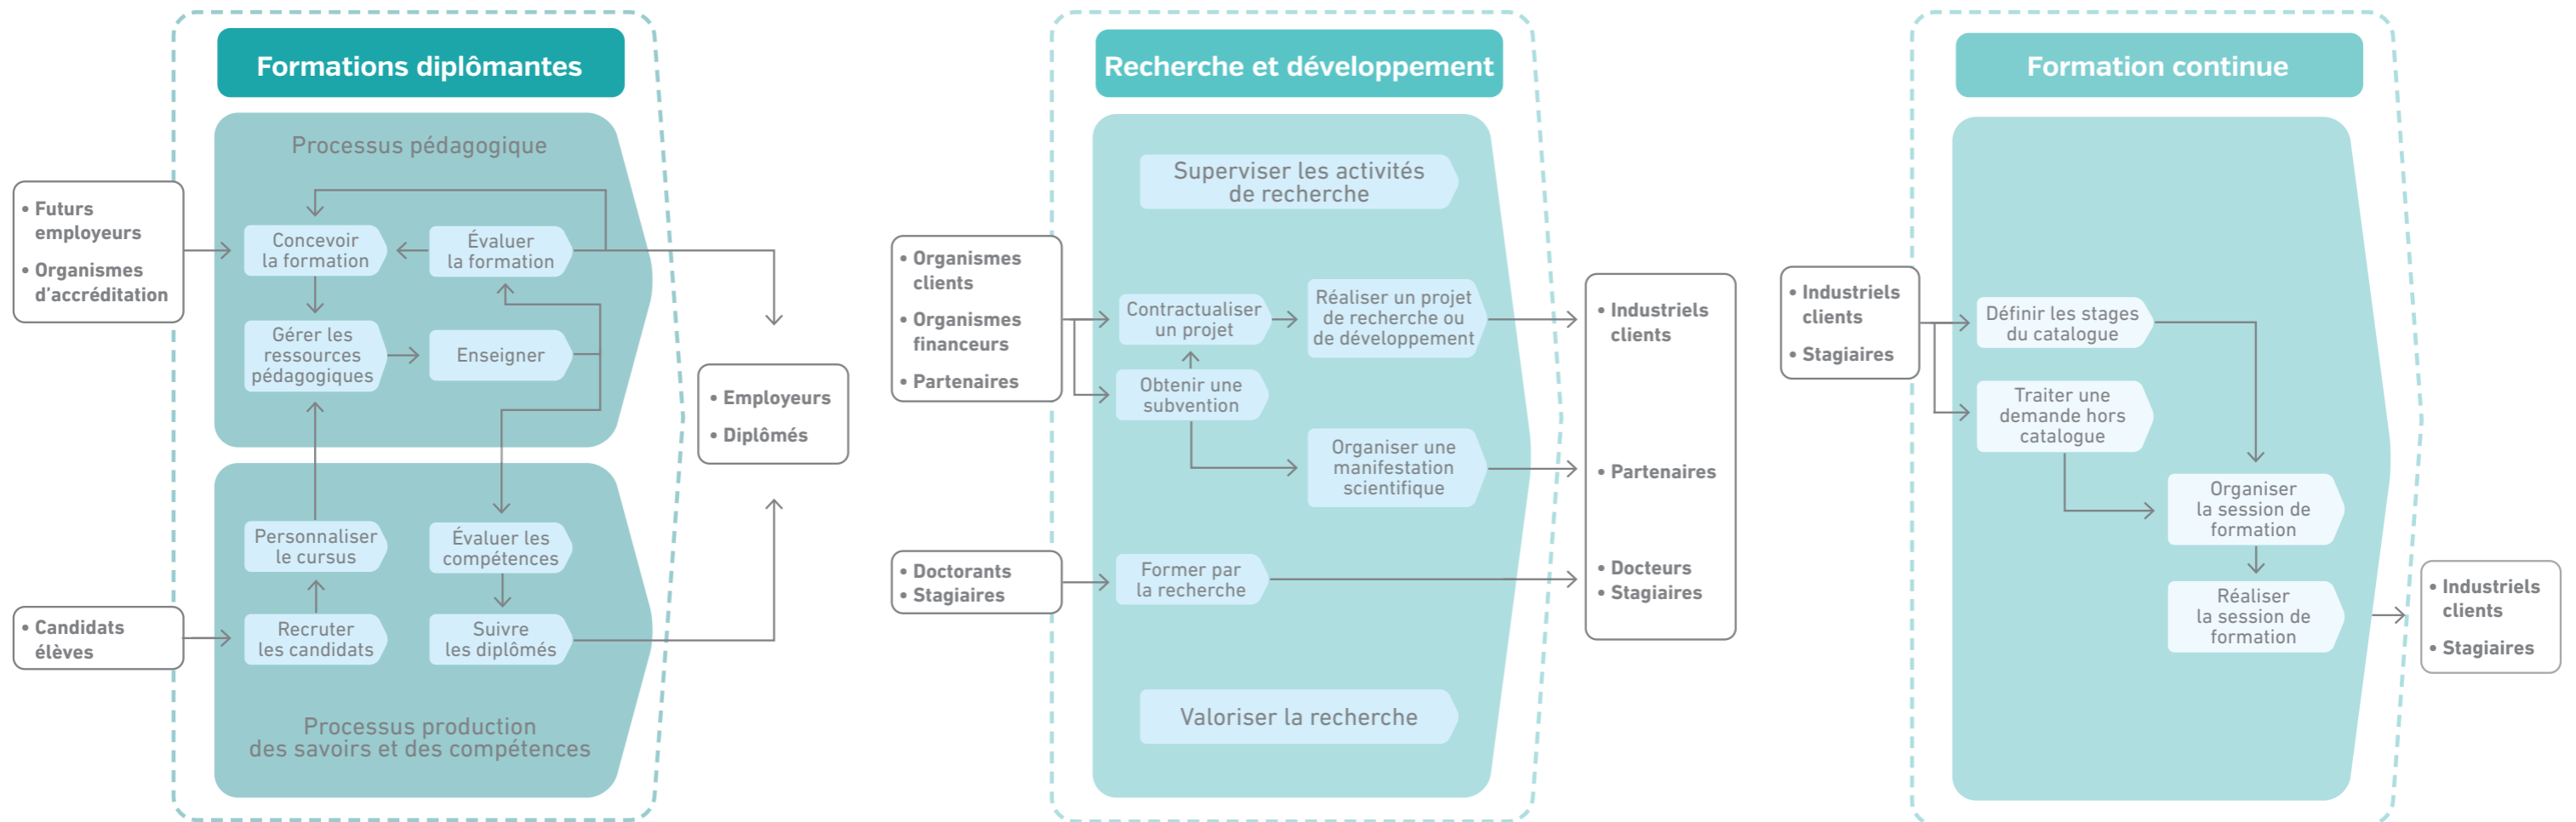 Formations diplômantes
Processus pédagogique
• Futurs
employeurs
• Organismes
d'accréditation
Concevoir
la formation
Évaluer
la formation
Gérer les
ressources
pédagogiques
Enseigner
• Employeurs
• Diplômés
Personnaliser
le cursus
Évaluer les
compétences
• Candidats
élèves
Recruter
les candidats
Suivre
les diplômés
Processus production
des savoirs et des compétences
Recherche et développement
Superviser les activités
de recherche
• Organismes
clients
• Organismes
financeurs
• Partenaires
Contractualiser
un projet
Réaliser un projet
de recherche ou
de développement
Obtenir une
subvention
Organiser une
manifestation
scientifique
• Doctorants
• Stagiaires
Former par
la recherche
Valoriser la recherche
• Industriels
clients
• Partenaires
• Docteurs
• Stagiaires
Formation continue
• Industriels
clients
• Stagiaires
Définir les stages
du catalogue
Traiter une
demande hors
catalogue
Organiser
la session de
formation
Réaliser
la session de
formation
• Industriels
clients
• Stagiaires